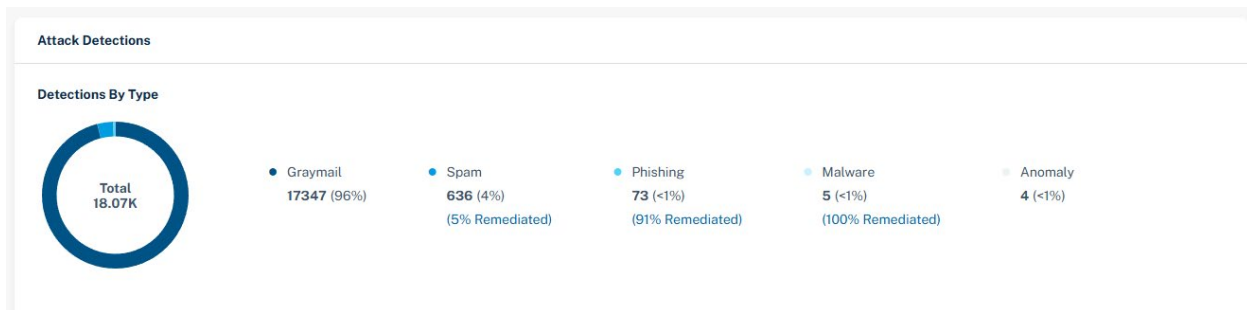 Attack Detections
Detections By Type
Total
18.07K
Graymail
17347 (96%)
Spam
636 (4%)
(5% Remediated)
Phishing
73 (<1%)
(91% Remediated)
Malware
5 (<1%)
(100% Remediated)
Anomaly
4 (<1%)